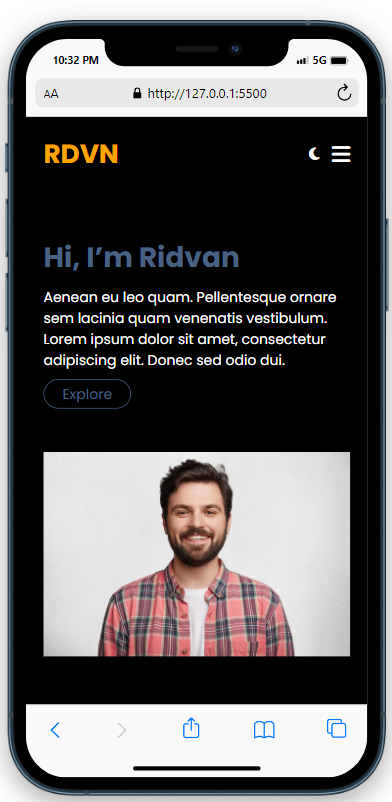 10:32 PM
5G
AA
http://127.0.0.1:5500
RDVN
Hi, I’m Ridvan
Aenean eu leo quam. Pellentesque ornare
sem lacinia quam venenatis vestibulum.
Lorem ipsum dolor sit amet, consectetur
adipiscing elit. Donec sed odio dui.
Explore